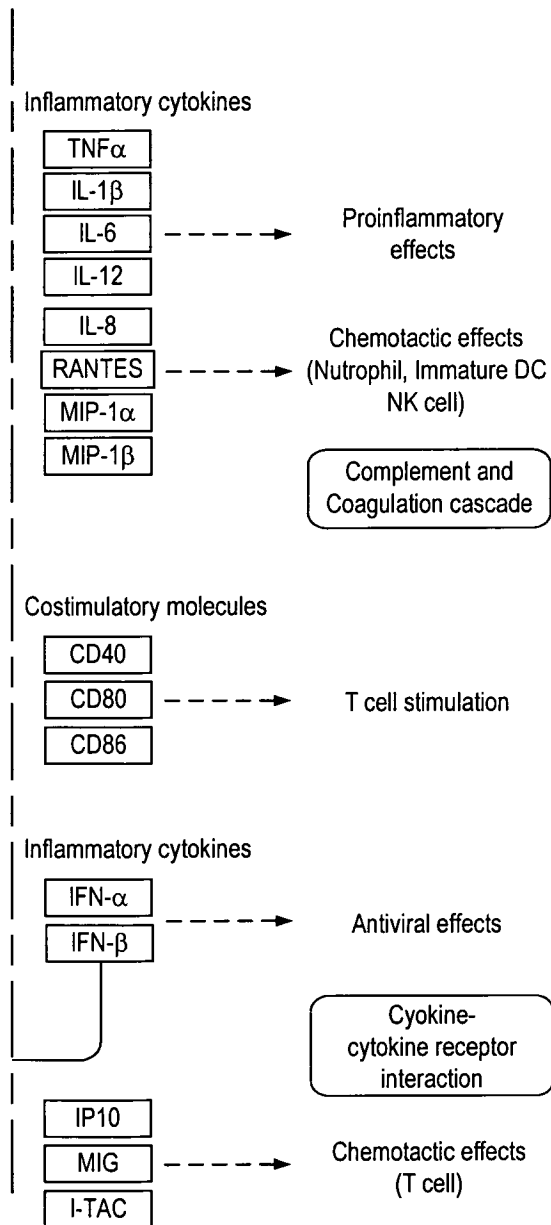 Inflammatory cytokines
TNFα
IL-1β
IL-6
IL-12
Proinflammatory
effects
IL-8
RANTES
MIP-1α
MIP-1β
Chemotactic effects
(Nutrophil, Immature DC
NK cell)
Complement and
Coagulation cascade
Costimulatory molecules
CD40
CD80
CD86
T cell stimulation
Inflammatory cytokines
IFN-α
IFN-β
Antiviral effects
Cyokine-
cytokine receptor
interaction
IP10
MIG
I-TAC
Chemotactic effects
(T cell)